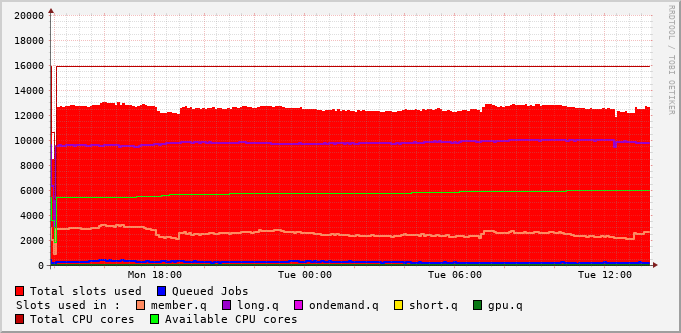 RRDTOOL / TOBI OETIKER
20000
18000
16000
14000
12000
10000
8000
6000
4000
2000
0
Mon 18:00 Tue 00:00 Tue 06:00 Tue 12:00
Total slots used Queued Jobs
Slots used in : member.q long.q ondemand.q short.q gpu.q
Total CPU cores Available CPU cores